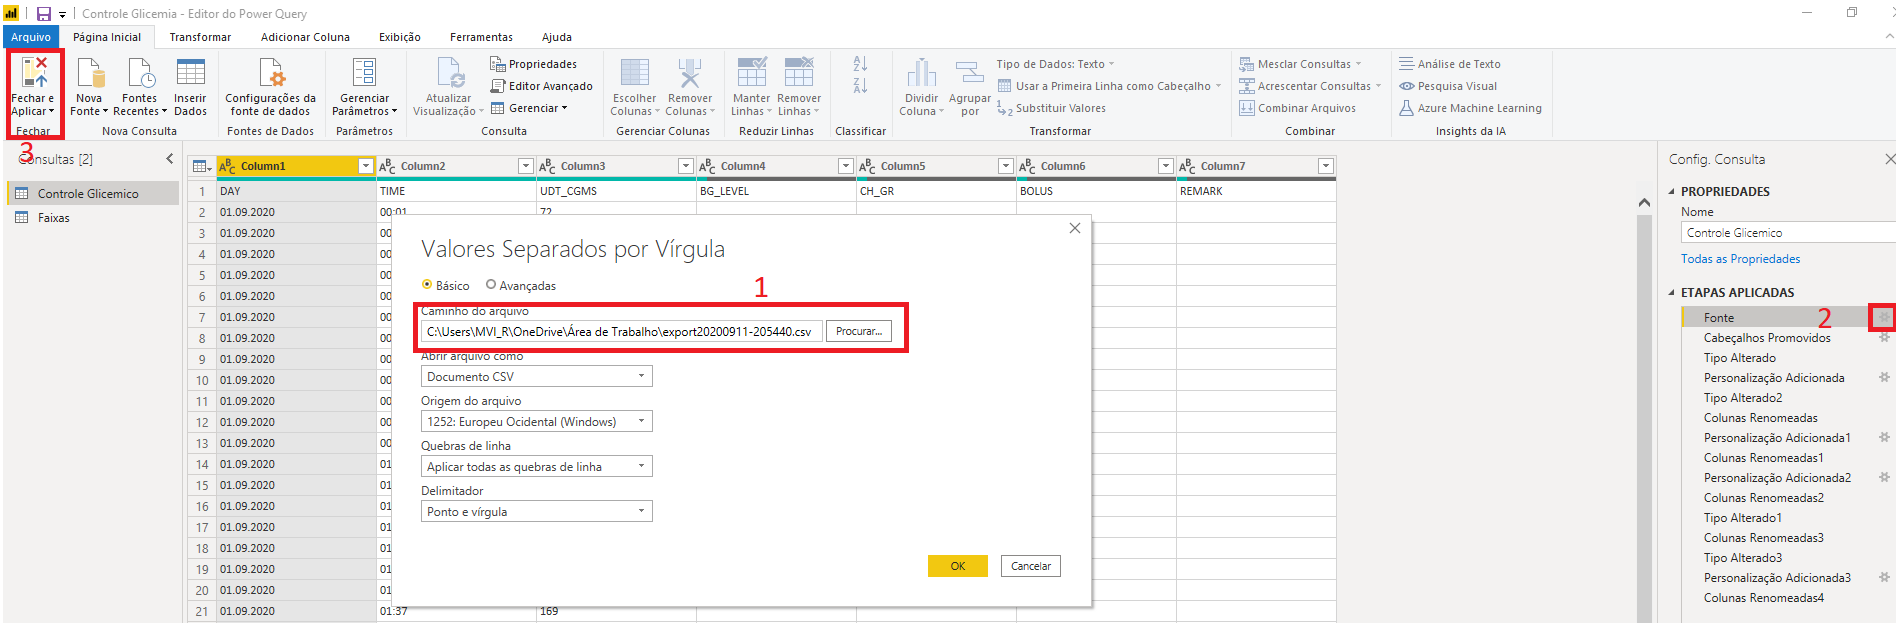 Controle Glicemia - Editor do Power Query
Arquivo
Página Inicial
Transformar
Adicionar Coluna
Exibição
Ferramentas
Ajuda
Fechar e
Aplicar
Fechar
3
Nova
Fonte
Fontes
Recentes
Inserir
Dados
Nova Consulta
Configurações da
fonte de dados
Fontes de Dados
Gerenciar
Parâmetros
Parâmetros
Atualizar
Visualização
Propriedades
Editor Avançado
Gerenciar
Consulta
Escolher
Colunas
Remover
Colunas
Gerenciar Colunas
Manter
Linhas
Remover
Linhas
Reduzir Linhas
Classificar
Dividir
Coluna
Agrupar
por
Tipo de Dados: Texto
Usar a Primeira Linha como Cabeçalho
Substituir Valores
Transformar
Mesclar Consultas
Acrescentar Consultas
Combinar Arquivos
Combinar
Análise de Texto
Pesquisa Visual
Azure Machine Learning
Insights da IA
Consultas [2]
Controle Glicemico
Faixas
Column1
Column2
Column3
Column4
Column5
Column6
Column7
1 DAY TIME UDT_CGMS BG_LEVEL CH_GR BOLUS REMARK
2 01.09.2020 00:01 72
3 01.09.2020 00
4 01.09.2020 00
5 01.09.2020 00
6 01.09.2020 00
7 01.09.2020 00
8 01.09.2020 00
9 01.09.2020 00
10 01.09.2020 00
11 01.09.2020 00
12 01.09.2020 00
13 01.09.2020 00
14 01.09.2020 01
15 01.09.2020 01
16 01.09.2020 01
17 01.09.2020 01
18 01.09.2020 01
19 01.09.2020 01
20 01.09.2020 01
21 01.09.2020 01:37 169
Valores Separados por Vírgula
Básico
Avançadas
1
Caminho do arquivo
C:\Users\MVI_R\OneDrive\Área de Trabalho\export20200911-205440.csv
Procurar...
Abrir arquivo como
Documento CSV
Origem do arquivo
1252: Europeu Ocidental (Windows)
Quebras de linha
Aplicar todas as quebras de linha
Delimitador
Ponto e vírgula
OK
Cancelar
Config. Consulta
PROPRIEDADES
Nome
Controle Glicemico
Todas as Propriedades
ETAPAS APLICADAS
Fonte
2
Cabeçalhos Promovidos
Tipo Alterado
Personalização Adicionada
Tipo Alterado2
Colunas Renomeadas
Personalização Adicionada1
Colunas Renomeadas1
Personalização Adicionada2
Colunas Renomeadas2
Tipo Alterado1
Colunas Renomeadas3
Tipo Alterado3
Personalização Adicionada3
Colunas Renomeadas4